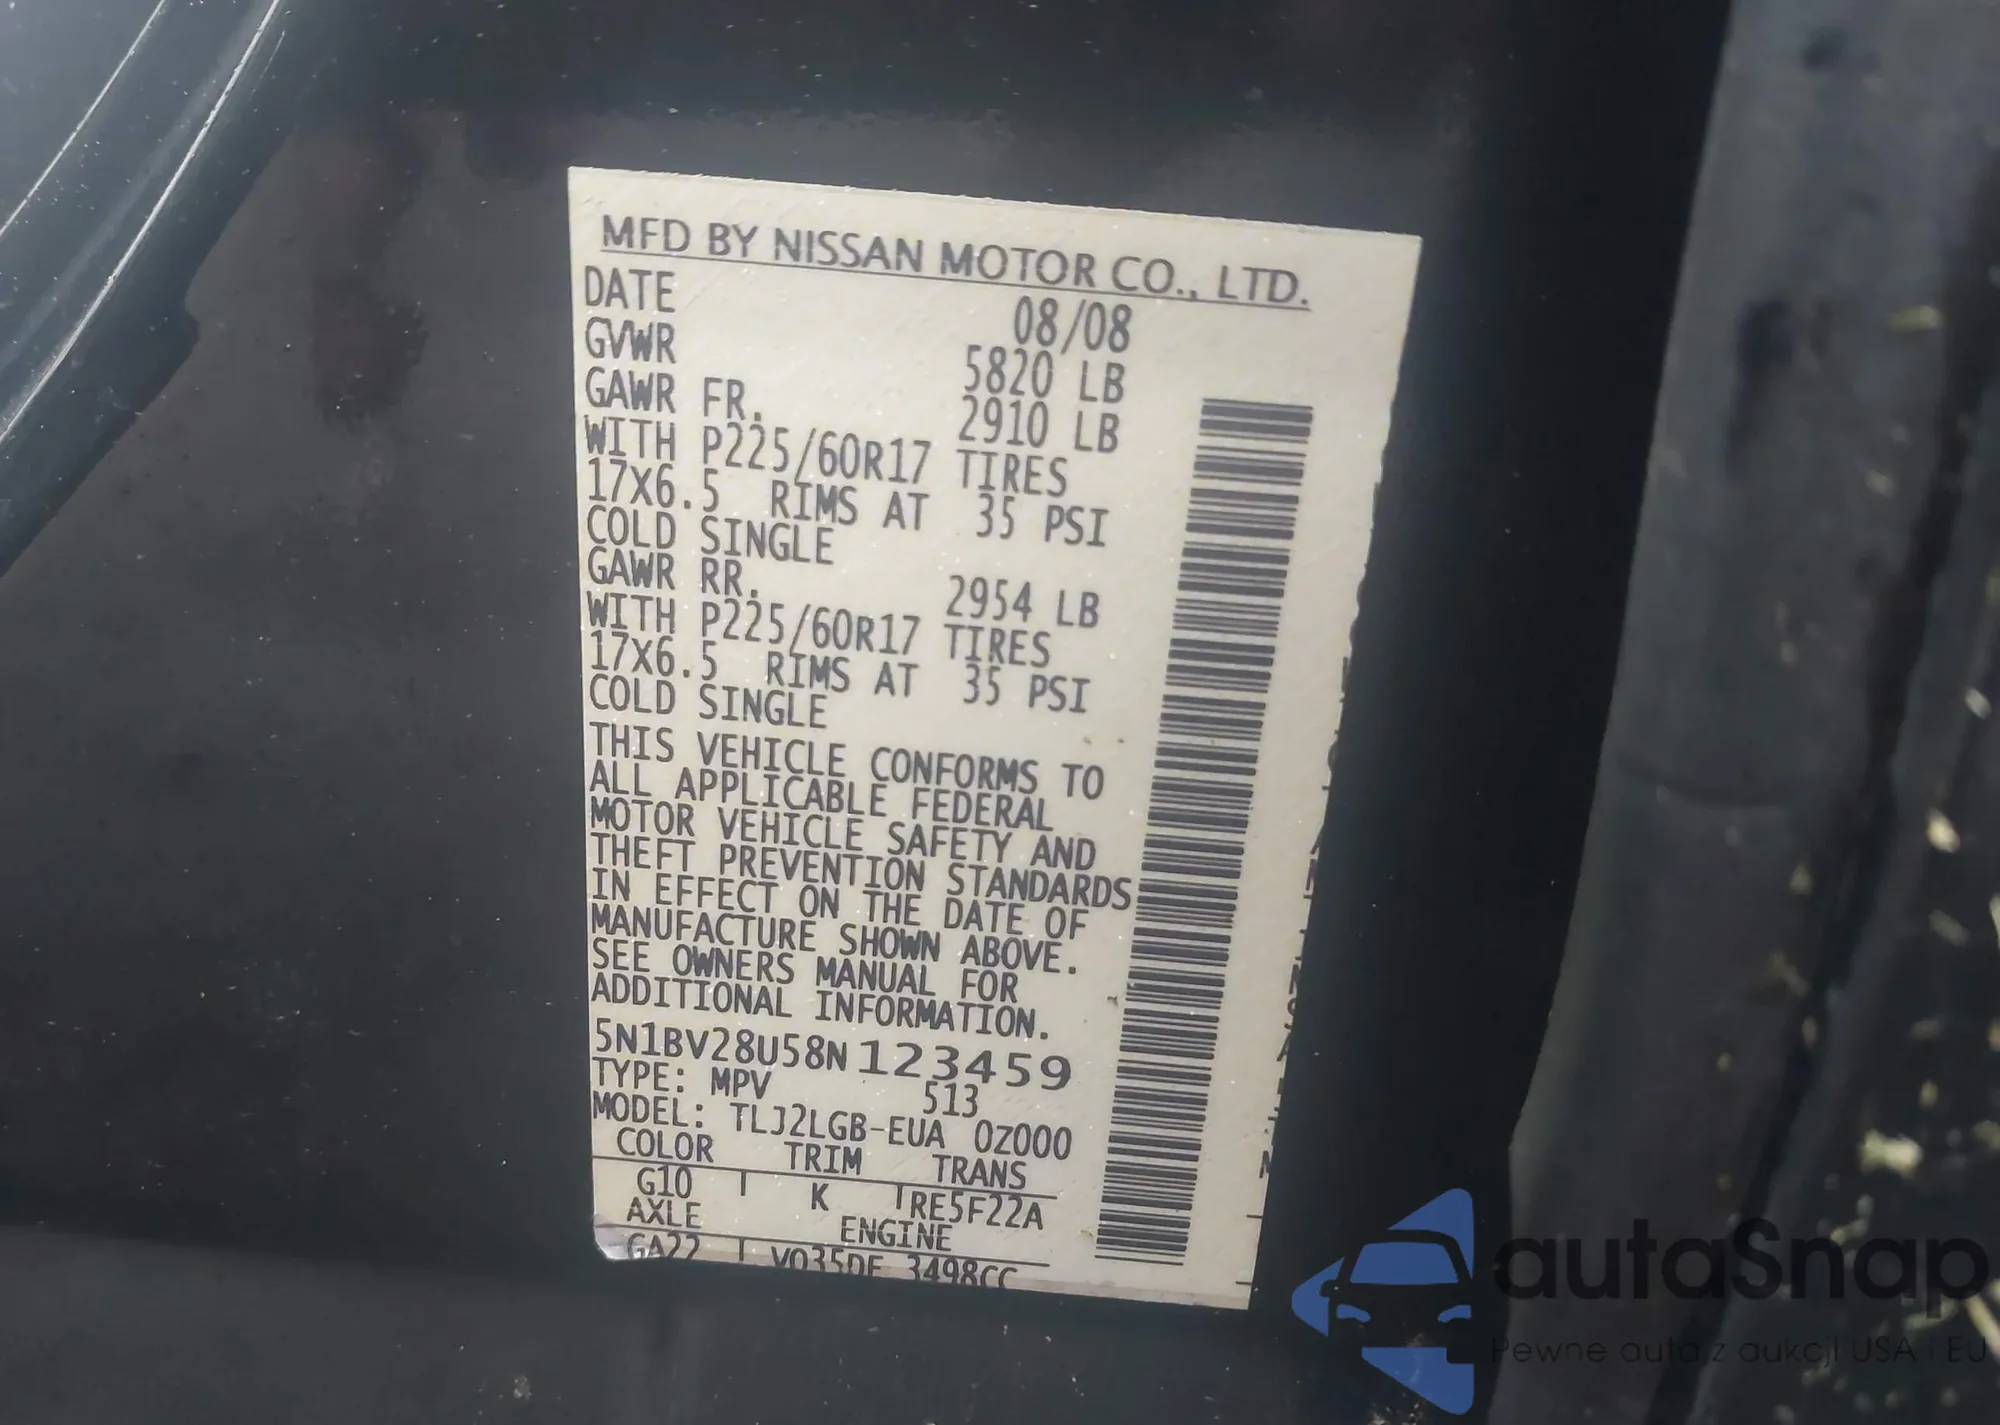 MFD BY NISSAN MOTOR CO., LTD.
DATE 08/08
GVWR 5820 LB
GAWR FR. 2910 LB
WITH P225/60R17 TIRES
17X6.5 RIMS AT 35 PSI
COLD SINGLE
GAWR RR. 2954 LB
WITH P225/60R17 TIRES
17X6.5 RIMS AT 35 PSI
COLD SINGLE
THIS VEHICLE CONFORMS TO
ALL APPLICABLE FEDERAL
MOTOR VEHICLE SAFETY AND
THEFT PREVENTION STANDARDS
IN EFFECT ON THE DATE OF
MANUFACTURE SHOWN ABOVE.
SEE OWNERS MANUAL FOR
ADDITIONAL INFORMATION.
5N1BV28U58N123459
TYPE: MPV 513
MODEL: TLJ2LGB-EUA 0Z000
COLOR TRIM TRANS
G10 K RE5F22A
AXLE ENGINE
GA22 VQ35DE 3498CC
autaSnap
Pewne auta z aukcji USA i EU